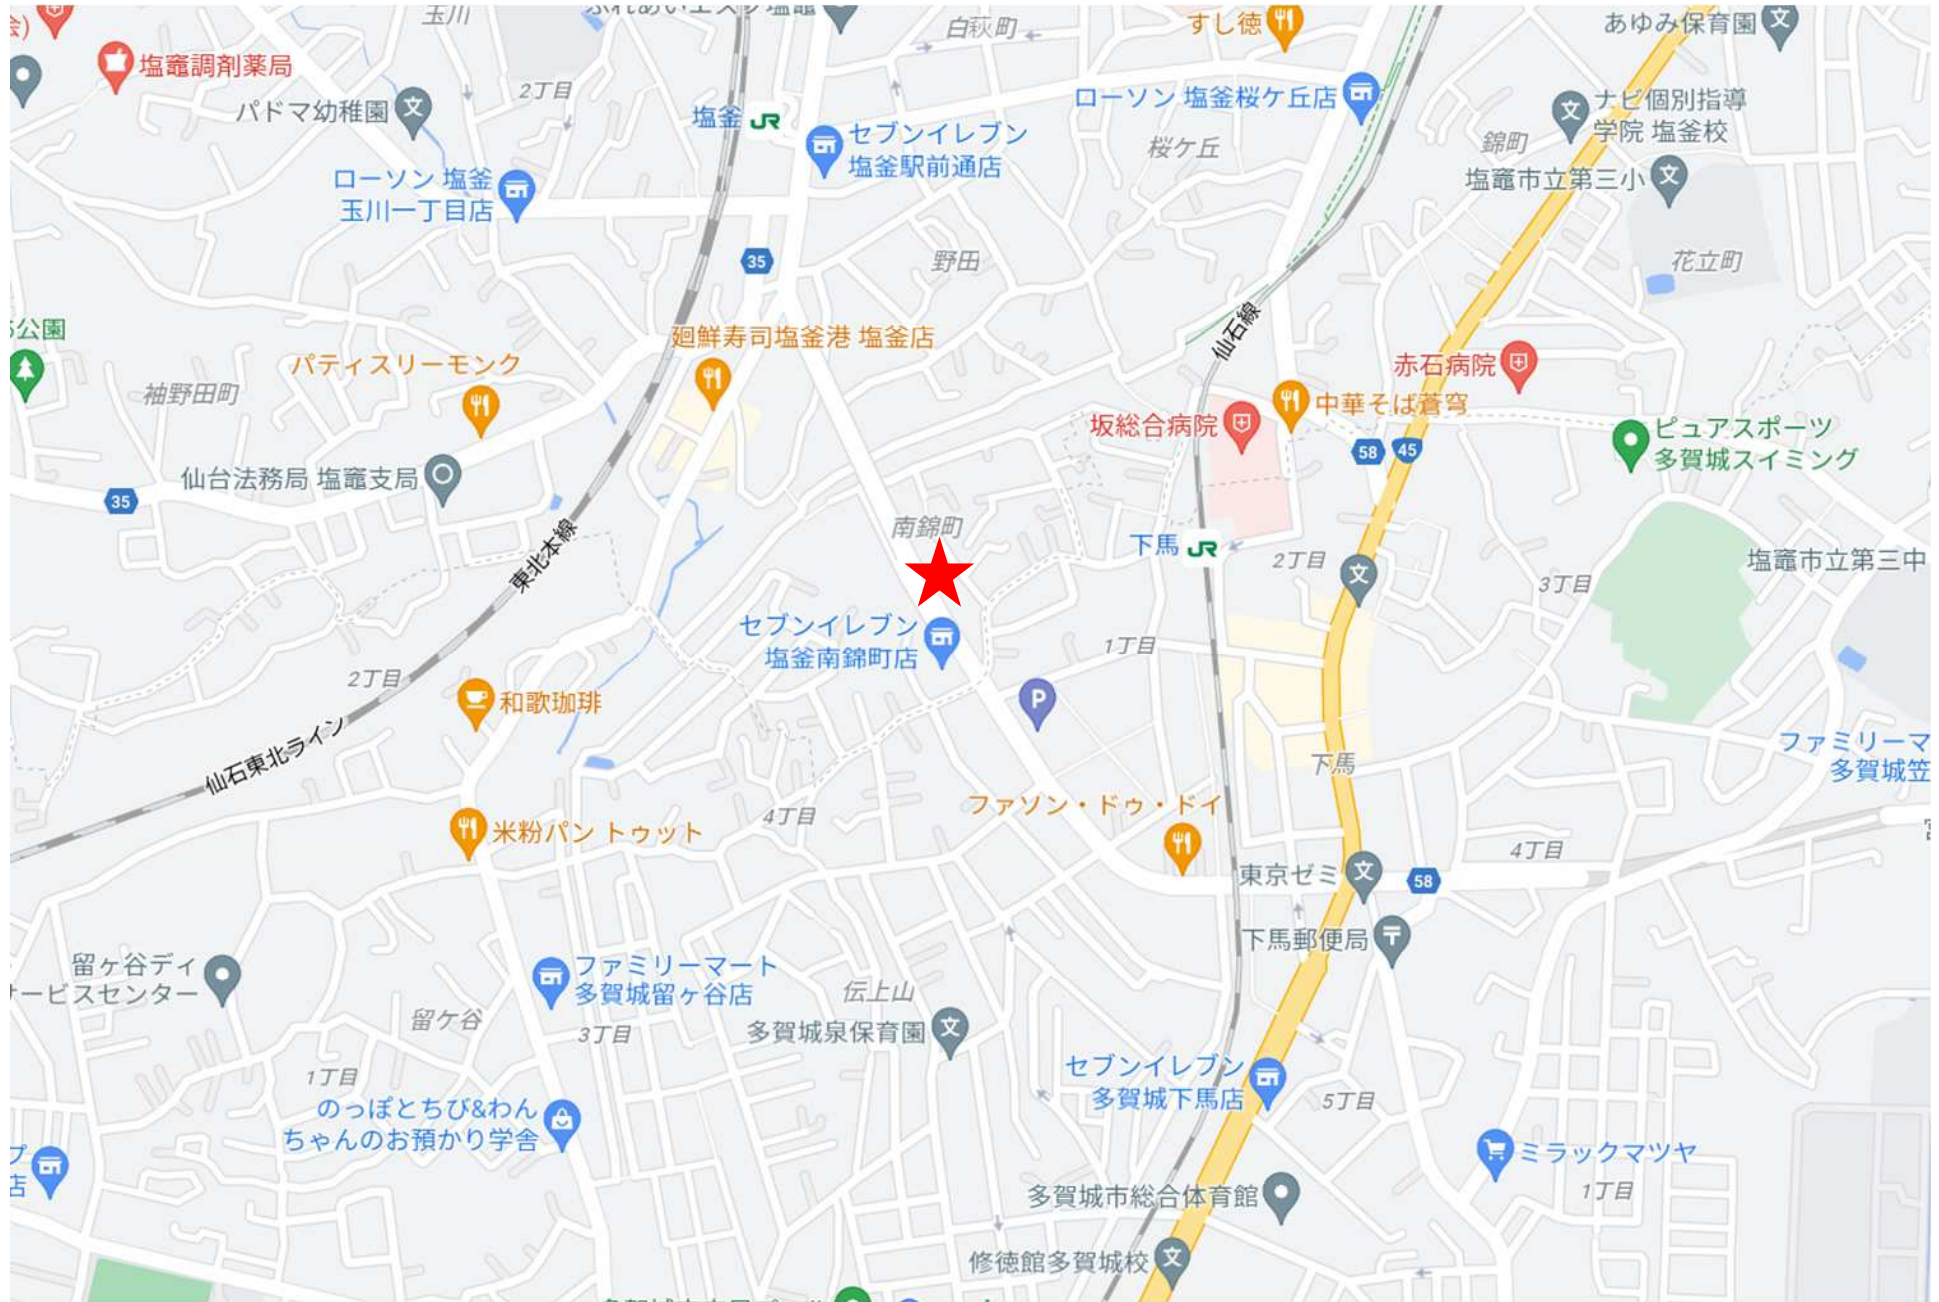 玉川
白萩町
すし徳
あゆみ保育園
塩竈調剤薬局
2丁目
パドマ幼稚園
塩釜
JR
セブンイレブン
塩釜駅前通店
ローソン 塩釜桜ケ丘店
桜ケ丘
ナビ個別指導
学院 塩釜校
錦町
塩竈市立第三小
ローソン 塩釜
玉川一丁目店
35
野田
花立町
公園
仙石線
廻鮮寿司塩釜港 塩釜店
パティスリーモンク
袖野田町
赤石病院
中華そば蒼穹
坂総合病院
ピュアスポーツ
多賀城スイミング
58
45
仙台法務局 塩竈支局
35
南錦町
東北本線
下馬
JR
2丁目
3丁目
塩竈市立第三中
セブンイレブン
塩釜南錦町店
1丁目
2丁目
和歌珈琲
P
仙石東北ライン
下馬
ファミリーマ
多賀城笠
ファソン・ドゥ・ドイ
4丁目
米粉パン トゥット
4丁目
東京ゼミ
58
下馬郵便局
留ヶ谷デイ
ービスセンター
ファミリーマート
多賀城留ヶ谷店
伝上山
留ケ谷
3丁目
多賀城泉保育園
1丁目
セブンイレブン
多賀城下馬店
5丁目
のっぽとちび&わん
ちゃんのお預かり学舎
プ
店
ミラックマツヤ
1丁目
多賀城市総合体育館
修徳館多賀城校